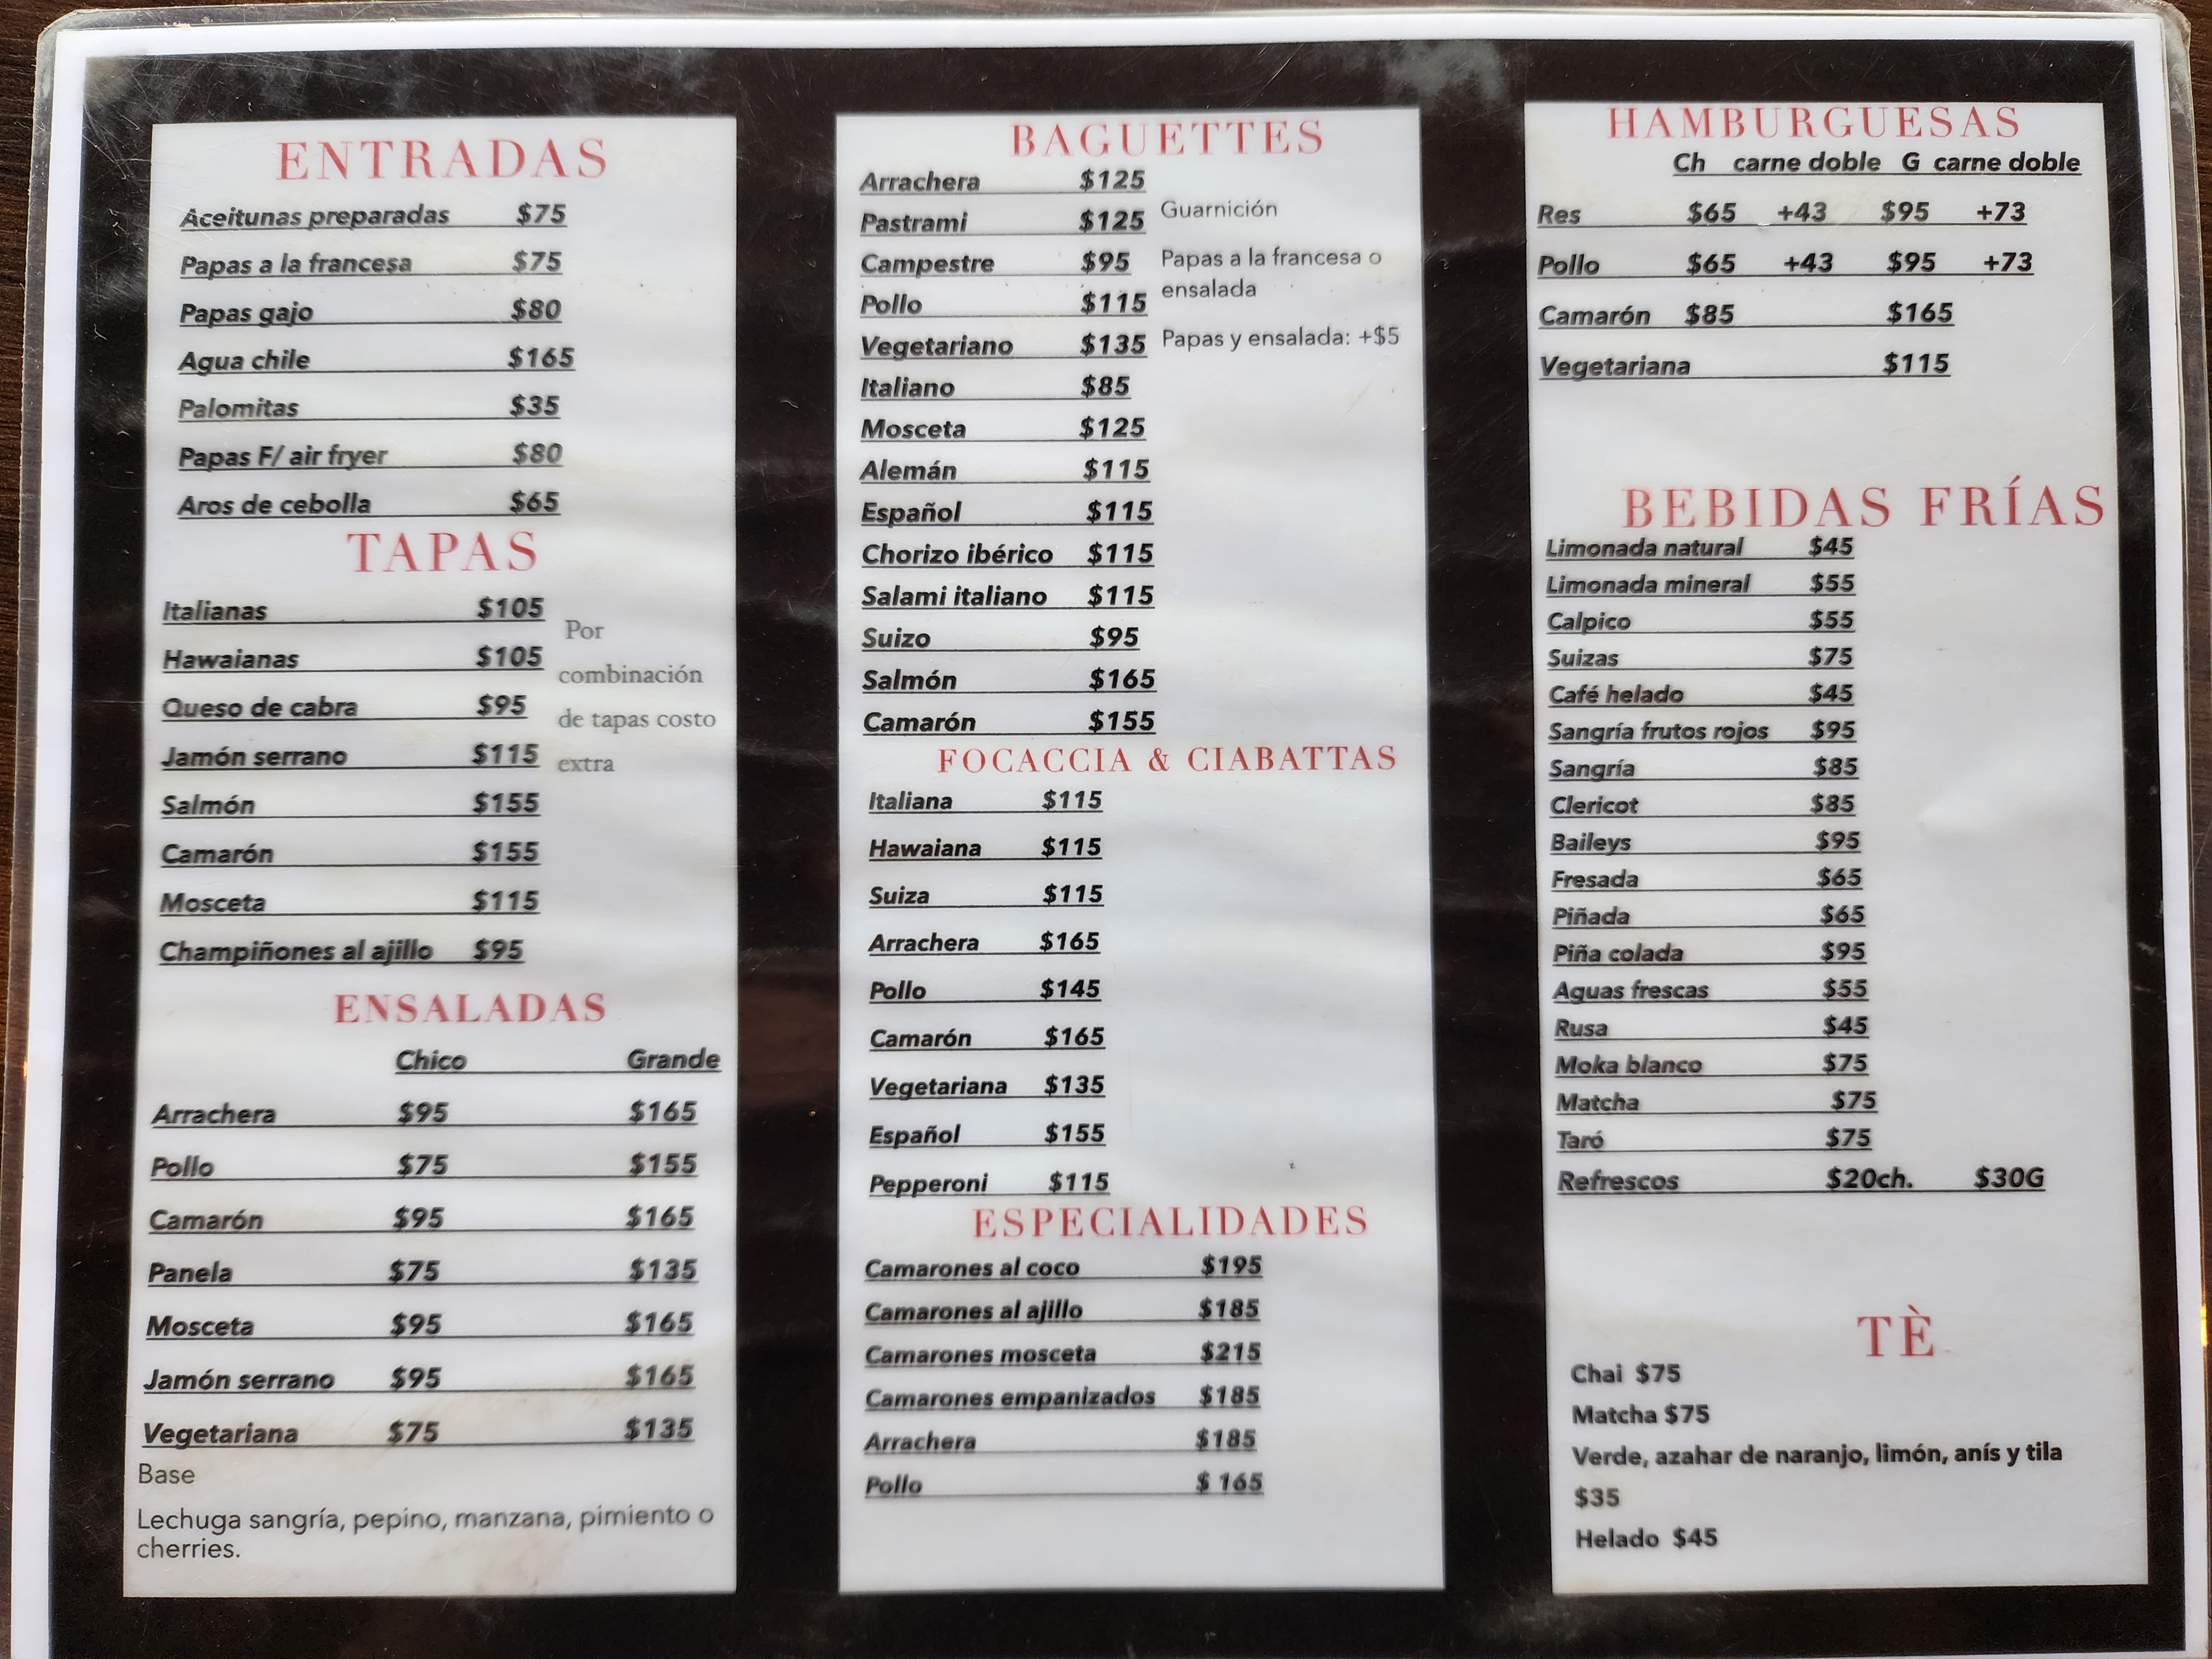 ENTRADAS
Aceitunas preparadas $75
Papas a la francesa $75
Papas gajo $80
Agua chile $165
Palomitas $35
Papas F/ air fryer $80
Aros de cebolla $65
TAPAS
Italianas $105
Hawaianas $105
Queso de cabra $95
Jamón serrano $115
Salmón $155
Camarón $155
Mosceta $115
Champiñones al ajillo $95
Por
combinación
de tapas costo
extra
ENSALADAS
Chico Grande
Arrachera $95 $165
Pollo $75 $155
Camarón $95 $165
Panela $75 $135
Mosceta $95 $165
Jamón serrano $95 $165
Vegetariana $75 $135
Base
Lechuga sangría, pepino, manzana, pimiento o
cherries.
BAGUETTES
Arrachera $125
Pastrami $125
Campestre $95
Pollo $115
Vegetariano $135
Italiano $85
Mosceta $125
Alemán $115
Español $115
Chorizo ibérico $115
Salami italiano $115
Suizo $95
Salmón $165
Camarón $155
Guarnición
Papas a la francesa o
ensalada
Papas y ensalada: +$5
FOCACCIA & CIABATTAS
Italiana $115
Hawaiana $115
Suiza $115
Arrachera $165
Pollo $145
Camarón $165
Vegetariana $135
Español $155
Pepperoni $115
ESPECIALIDADES
Camarones al coco $195
Camarones al ajillo $185
Camarones mosceta $215
Camarones empanizados $185
Arrachera $185
Pollo $ 165
HAMBURGUESAS
Ch carne doble G carne doble
Res $65 +43 $95 +73
Pollo $65 +43 $95 +73
Camarón $85 $165
Vegetariana $115
BEBIDAS FRÍAS
Limonada natural $45
Limonada mineral $55
Calpico $55
Suizas $75
Café helado $45
Sangría frutos rojos $95
Sangría $85
Clericot $85
Baileys $95
Fresada $65
Piñada $65
Piña colada $95
Aguas frescas $55
Rusa $45
Moka blanco $75
Matcha $75
Taró $75
Refrescos $20ch. $30G
TÈ
Chai $75
Matcha $75
Verde, azahar de naranjo, limón, anís y tila
$35
Helado $45